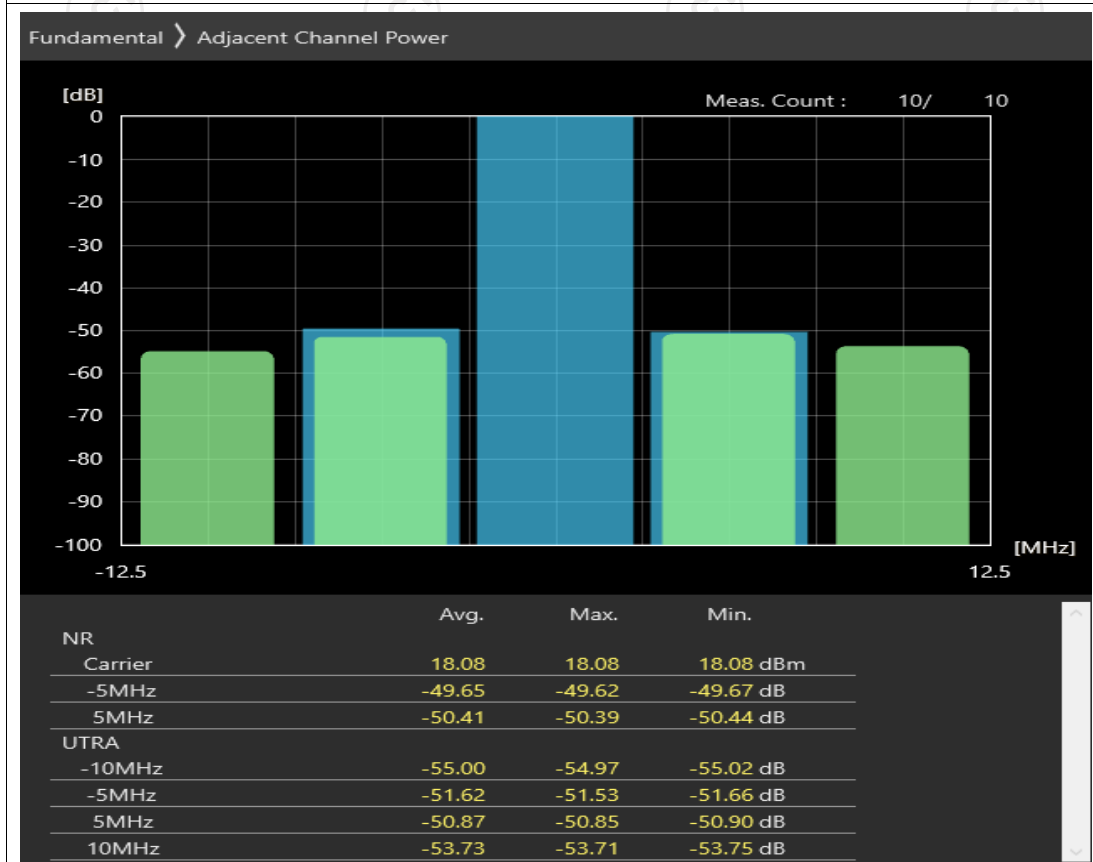 Fundamental ❯ Adjacent Channel Power
[dB]
Meas. Count : 10/ 10
0
-10
-20
-30
-40
-50
-60
-70
-80
-90
-100
[MHz]
-12.5 12.5
Avg. Max. Min.
NR
Carrier 18.08 18.08 18.08 dBm
-5MHz -49.65 -49.62 -49.67 dB
5MHz -50.41 -50.39 -50.44 dB
UTRA
-10MHz -55.00 -54.97 -55.02 dB
-5MHz -51.62 -51.53 -51.66 dB
5MHz -50.87 -50.85 -50.90 dB
10MHz -53.73 -53.71 -53.75 dB